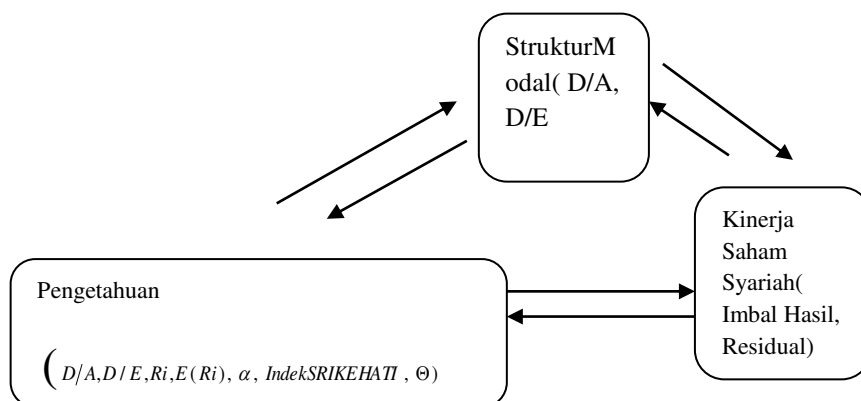 StrukturM
odal( D/A,
D/E
Kinerja
Saham
Syariah(
Imbal Hasil,
Residual)
Pengetahuan
( D/A,D / E,Ri,E(Ri), α, IndekSRIKEHATI , Θ)